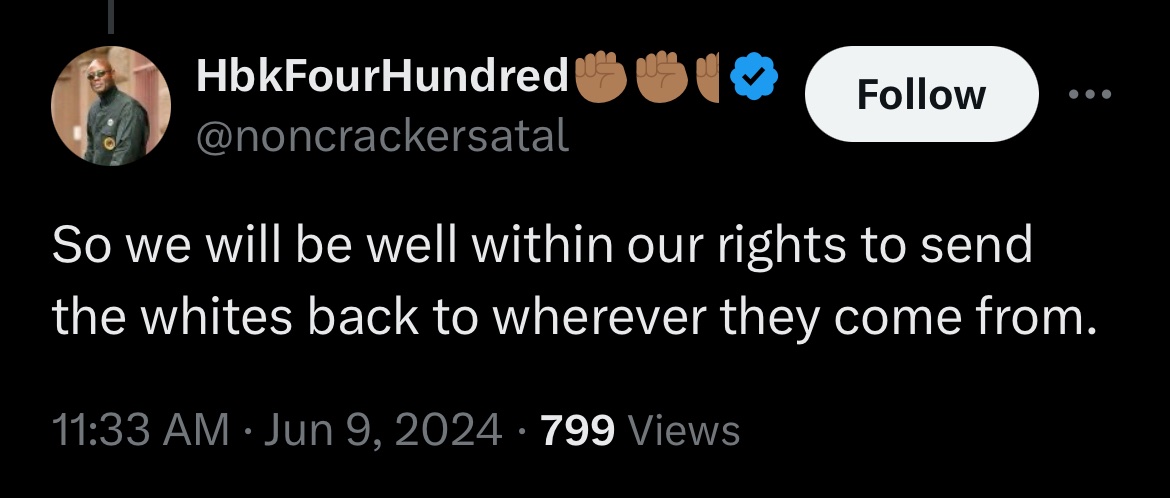 HbkFourHundred✊🏽✊🏽✊🏽
Follow
@noncrackersatal
So we will be well within our rights to send
the whites back to wherever they come from.
11:33 AM · Jun 9, 2024 · 799 Views